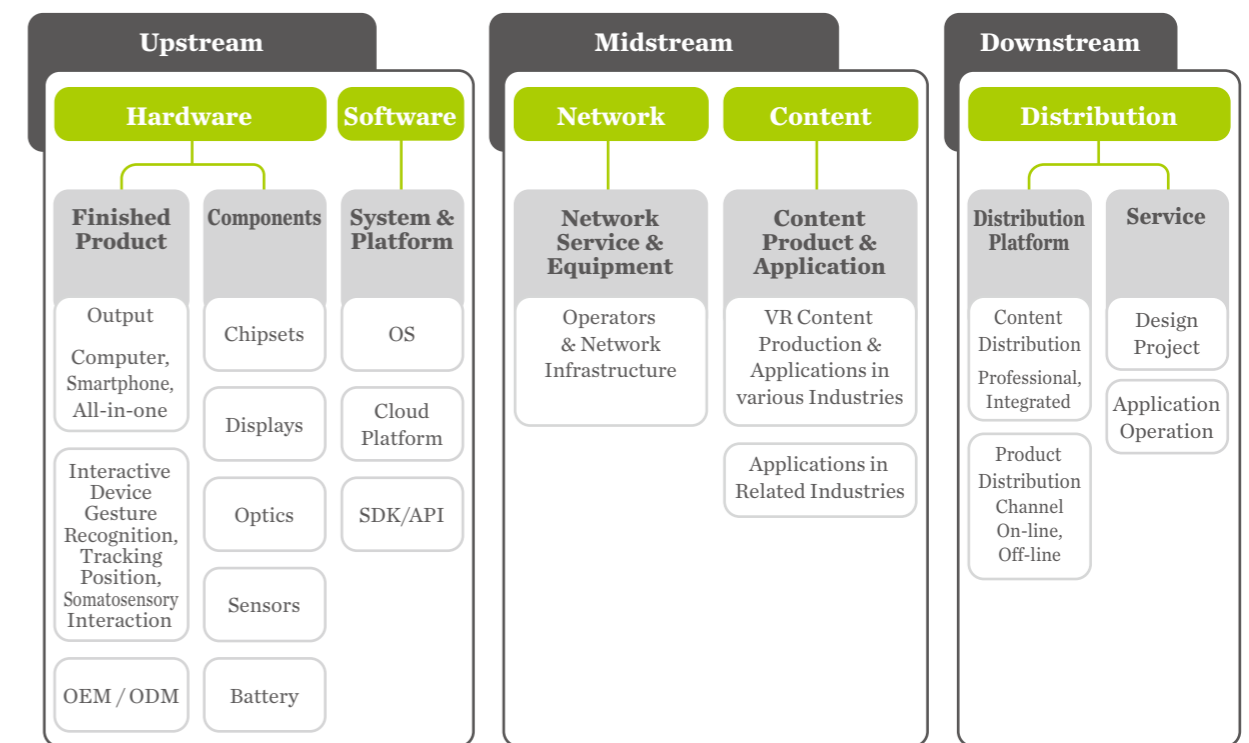 Upstream
Hardware
Software
Finished
Product
Components
System &
Platform
Output
Computer,
Smartphone,
All-in-one
Interactive
Device
Gesture
Recognition,
Tracking
Position,
Somatosensory
Interaction
OEM / ODM
Chipsets
Displays
Optics
Sensors
Battery
OS
Cloud
Platform
SDK/API
Midstream
Network
Content
Network
Service &
Equipment
Operators
& Network
Infrastructure
Content
Product &
Application
VR Content
Production &
Applications in
various Industries
Applications in
Related Industries
Downstream
Distribution
Distribution
Platform
Service
Content
Distribution
Professional,
Integrated
Product
Distribution
Channel
On-line,
Off-line
Design
Project
Application
Operation